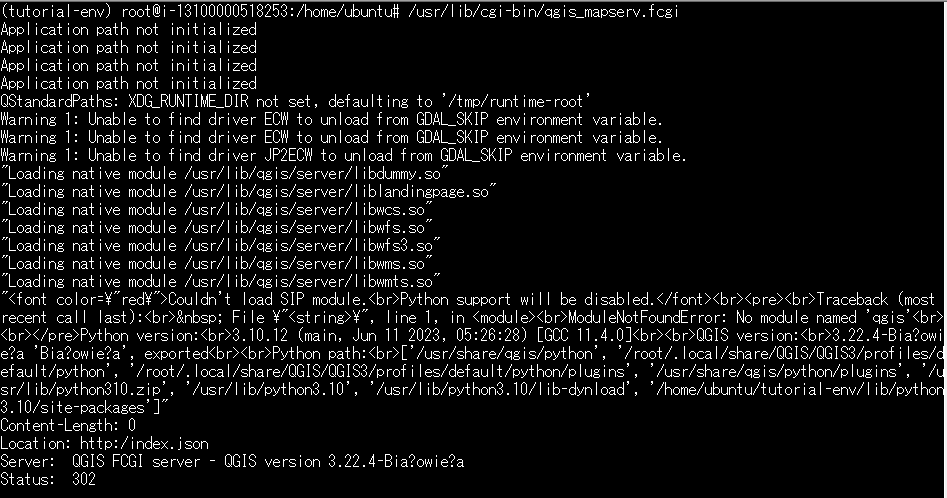 (tutorial-env) root@i-13100000518253:/home/ubuntu# /usr/lib/cgi-bin/qgis_mapserv.fcgi
Application path not initialized
Application path not initialized
Application path not initialized
Application path not initialized
QStandardPaths: XDG_RUNTIME_DIR not set, defaulting to '/tmp/runtime-root'
Warning 1: Unable to find driver ECW to unload from GDAL_SKIP environment variable.
Warning 1: Unable to find driver ECW to unload from GDAL_SKIP environment variable.
Warning 1: Unable to find driver JP2ECW to unload from GDAL_SKIP environment variable.
"Loading native module /usr/lib/qgis/server/libdummy.so"
"Loading native module /usr/lib/qgis/server/liblandingpage.so"
"Loading native module /usr/lib/qgis/server/libwcs.so"
"Loading native module /usr/lib/qgis/server/libwfs.so"
"Loading native module /usr/lib/qgis/server/libwfs3.so"
"Loading native module /usr/lib/qgis/server/libwms.so"
"Loading native module /usr/lib/qgis/server/libwmts.so"
"<font color=¥"red¥">Couldn't load SIP module.<br>Python support will be disabled.</font><br><pre><br>Traceback (most
recent call last):<br>&nbsp; File ¥"<string>¥", line 1, in <module><br>ModuleNotFoundError: No module named 'qgis'<br><
br></pre>Python version:<br>3.10.12 (main, Jun 11 2023, 05:26:28) [GCC 11.4.0]<br><br>QGIS version:<br>3.22.4-Bia?owi
e?a 'Bia?owie?a', exported<br><br>Python path:<br>['/usr/share/qgis/python', '/root/.local/share/QGIS/QGIS3/profiles/d
efault/python', '/root/.local/share/QGIS/QGIS3/profiles/default/python/plugins', '/usr/share/qgis/python/plugins', '/u
sr/lib/python310.zip', '/usr/lib/python3.10', '/usr/lib/python3.10/lib-dynload', '/home/ubuntu/tutorial-env/lib/python
3.10/site-packages']"
Content-Length: 0
Location: http:/index.json
Server:  QGIS FCGI server - QGIS version 3.22.4-Bia?owie?a
Status:  302